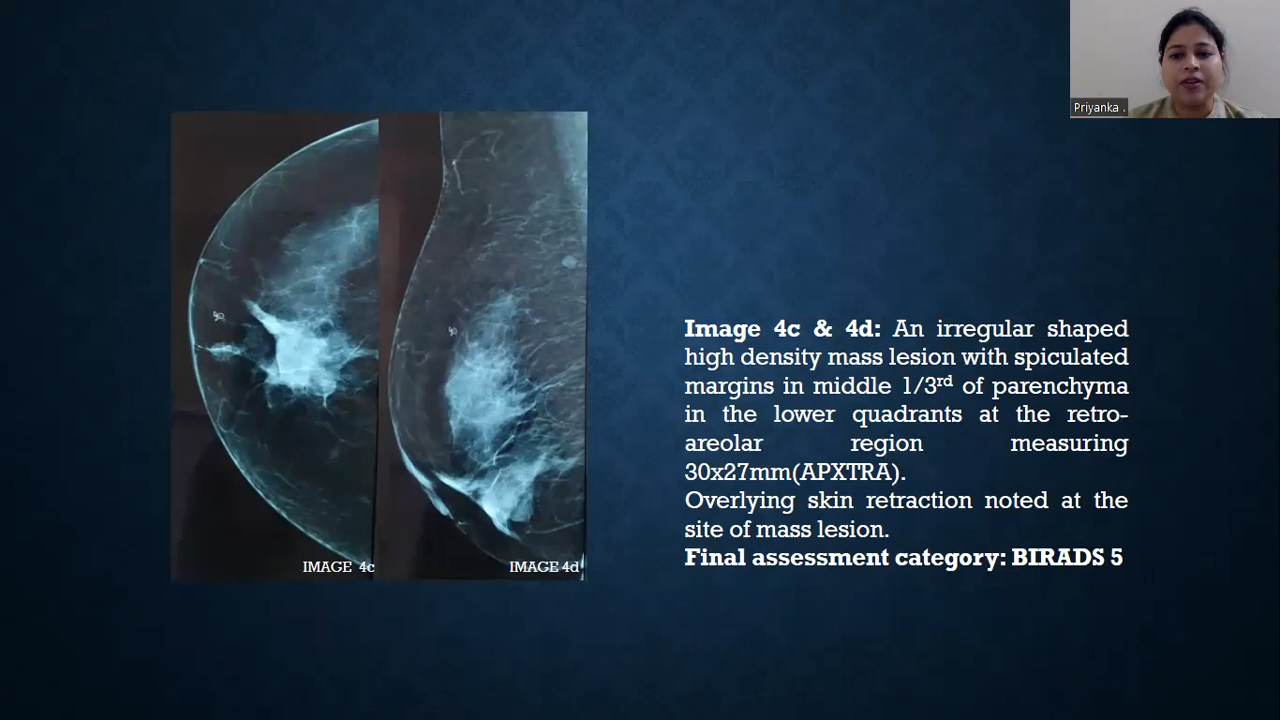 Priyanka .
IMAGE 4c
IMAGE 4d
Image 4c & 4d: An irregular shaped
high density mass lesion with spiculated
margins in middle 1/3rd of parenchyma
in the lower quadrants at the retro-
areolar region measuring
30x27mm(APXTRA).
Overlying skin retraction noted at the
site of mass lesion.
Final assessment category: BIRADS 5